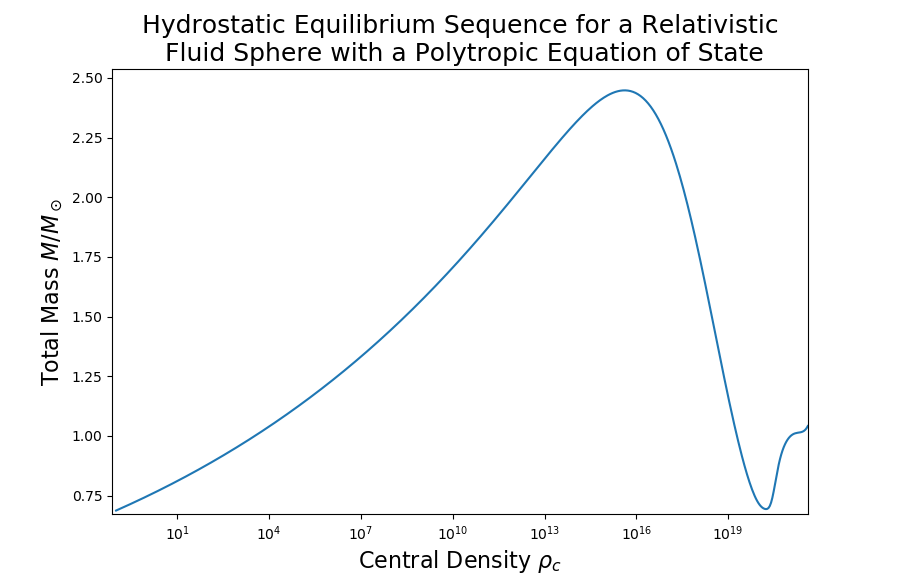 Hydrostatic Equilibrium Sequence for a Relativistic
Fluid Sphere with a Polytropic Equation of State
2.50
2.25
2.00
1.75
1.50
1.25
1.00
0.75
Total Mass M/M⊙
10¹ 10⁴ 10⁷ 10¹⁰ 10¹³ 10¹⁶ 10¹⁹
Central Density ρc